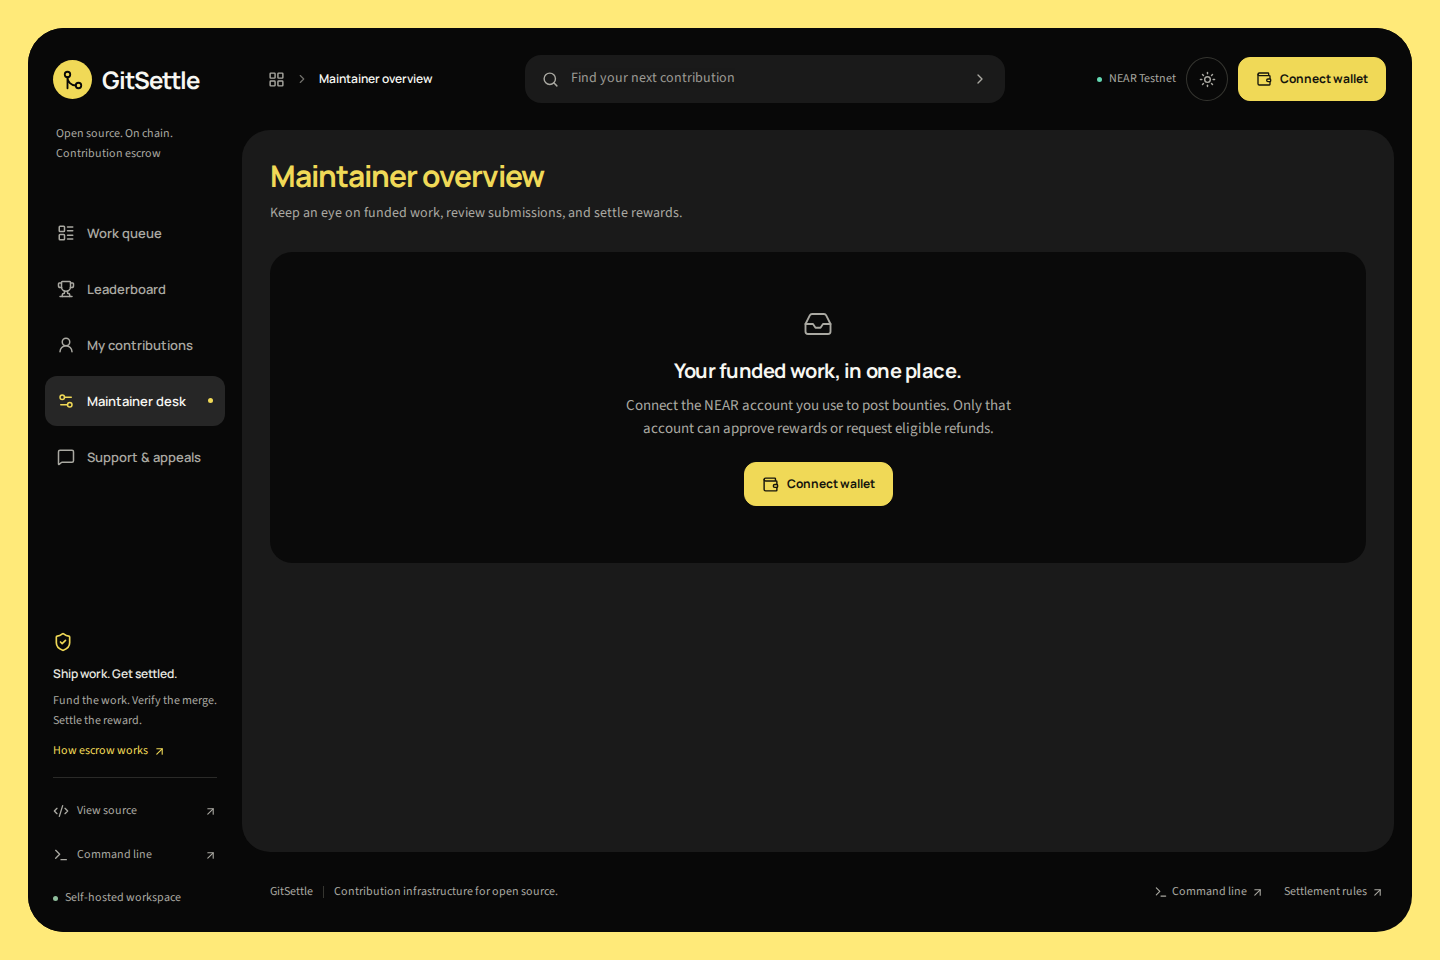 GitSettle
Open source. On chain.
Contribution escrow
Work queue
Leaderboard
My contributions
Maintainer desk
Support & appeals
Ship work. Get settled.
Fund the work. Verify the merge.
Settle the reward.
How escrow works
View source
Command line
Self-hosted workspace
Maintainer overview
Find your next contribution
NEAR Testnet
Connect wallet
Maintainer overview
Keep an eye on funded work, review submissions, and settle rewards.
Your funded work, in one place.
Connect the NEAR account you use to post bounties. Only that
account can approve rewards or request eligible refunds.
Connect wallet
GitSettle
Contribution infrastructure for open source.
Command line
Settlement rules